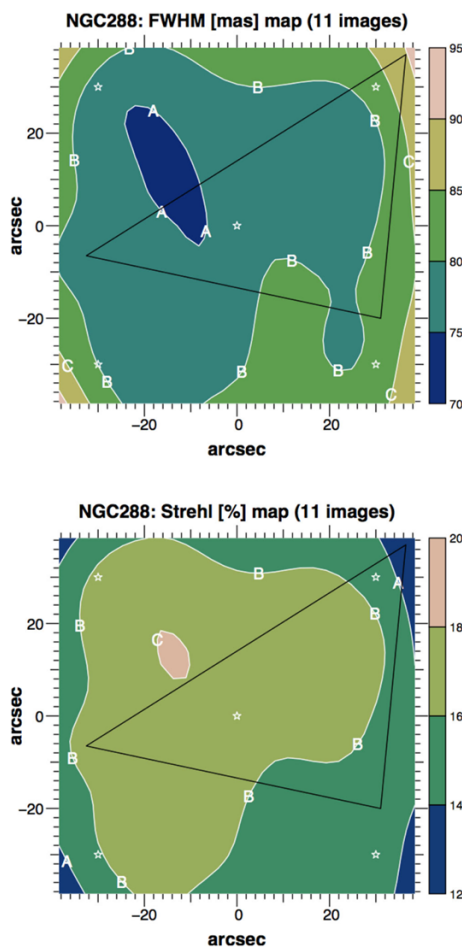 NGC288: FWHM [mas] map (11 images)
B
A
B
B
C
B
A
A
B
B
C
B
B
B
C
20
0
−20
arcsec
−20
0
20
arcsec
95
90
85
80
75
70
NGC288: Strehl [%] map (11 images)
B
A
B
B
C
B
B
B
A
B
20
0
−20
arcsec
−20
0
20
arcsec
20
18
16
14
12